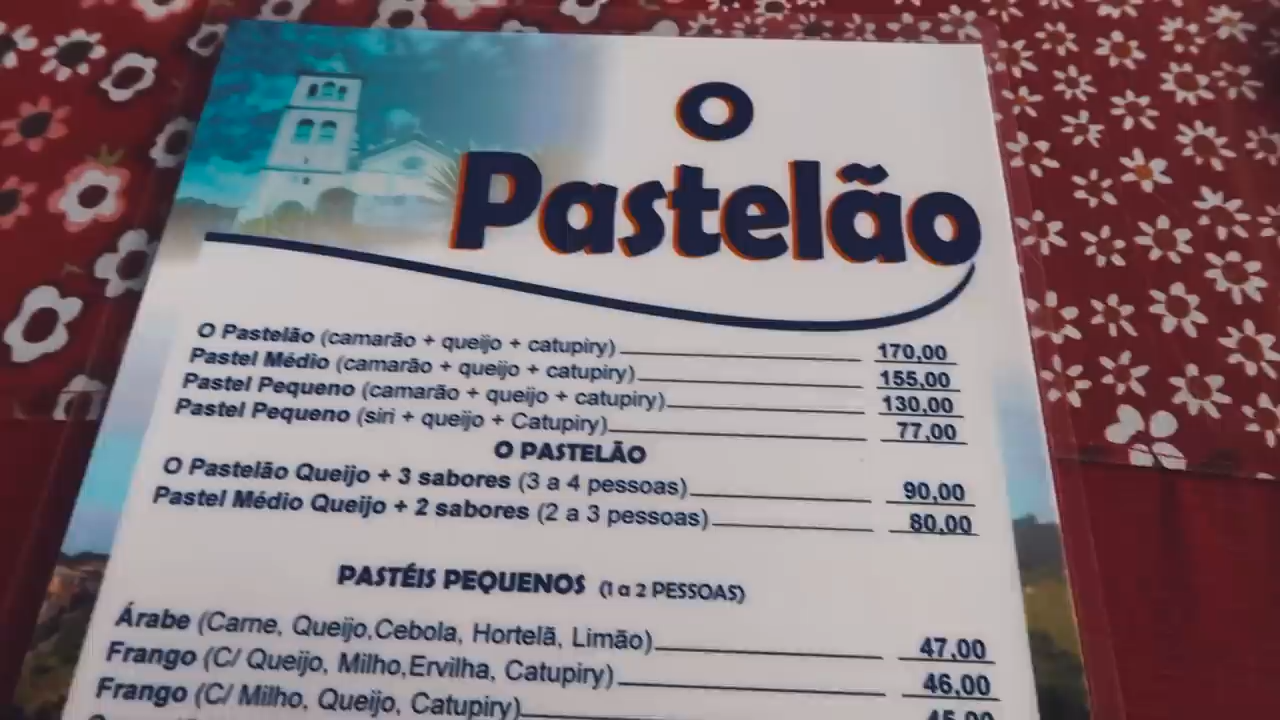 O
Pastelão
O Pastelão (camarão + queijo + catupiry) 170,00
Pastel Médio (camarão + queijo + catupiry) 155,00
Pastel Pequeno (camarão + queijo + catupiry) 130,00
Pastel Pequeno (siri + queijo + Catupiry) 77,00
O PASTELÃO
O Pastelão Queijo + 3 sabores (3 a 4 pessoas) 90,00
Pastel Médio Queijo + 2 sabores (2 a 3 pessoas) 80,00
PASTÉIS PEQUENOS (1 a 2 PESSOAS)
Árabe (Carne, Queijo,Cebola, Hortelã, Limão) 47,00
Frango (C/ Queijo, Milho,Ervilha, Catupiry) 46,00
Frango (C/ Milho, Queijo, Catupiry) 45,00